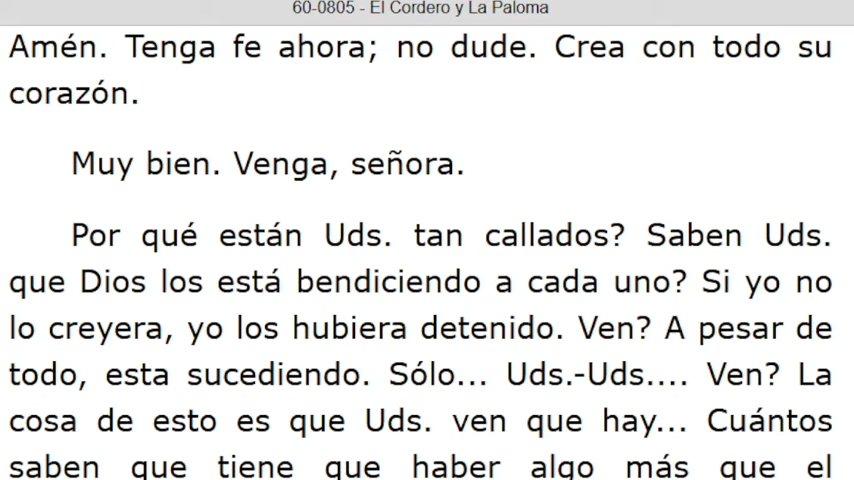 60-0805 - El Cordero y La Paloma
Amén. Tenga fe ahora; no dude. Crea con todo su
corazón.
Muy bien. Venga, señora.
Por qué están Uds. tan callados? Saben Uds.
que Dios los está bendiciendo a cada uno? Si yo no
lo creyera, yo los hubiera detenido. Ven? A pesar de
todo, esta sucediendo. Sólo... Uds.-Uds.... Ven? La
cosa de esto es que Uds. ven que hay... Cuántos
saben que tiene que haber algo más que el